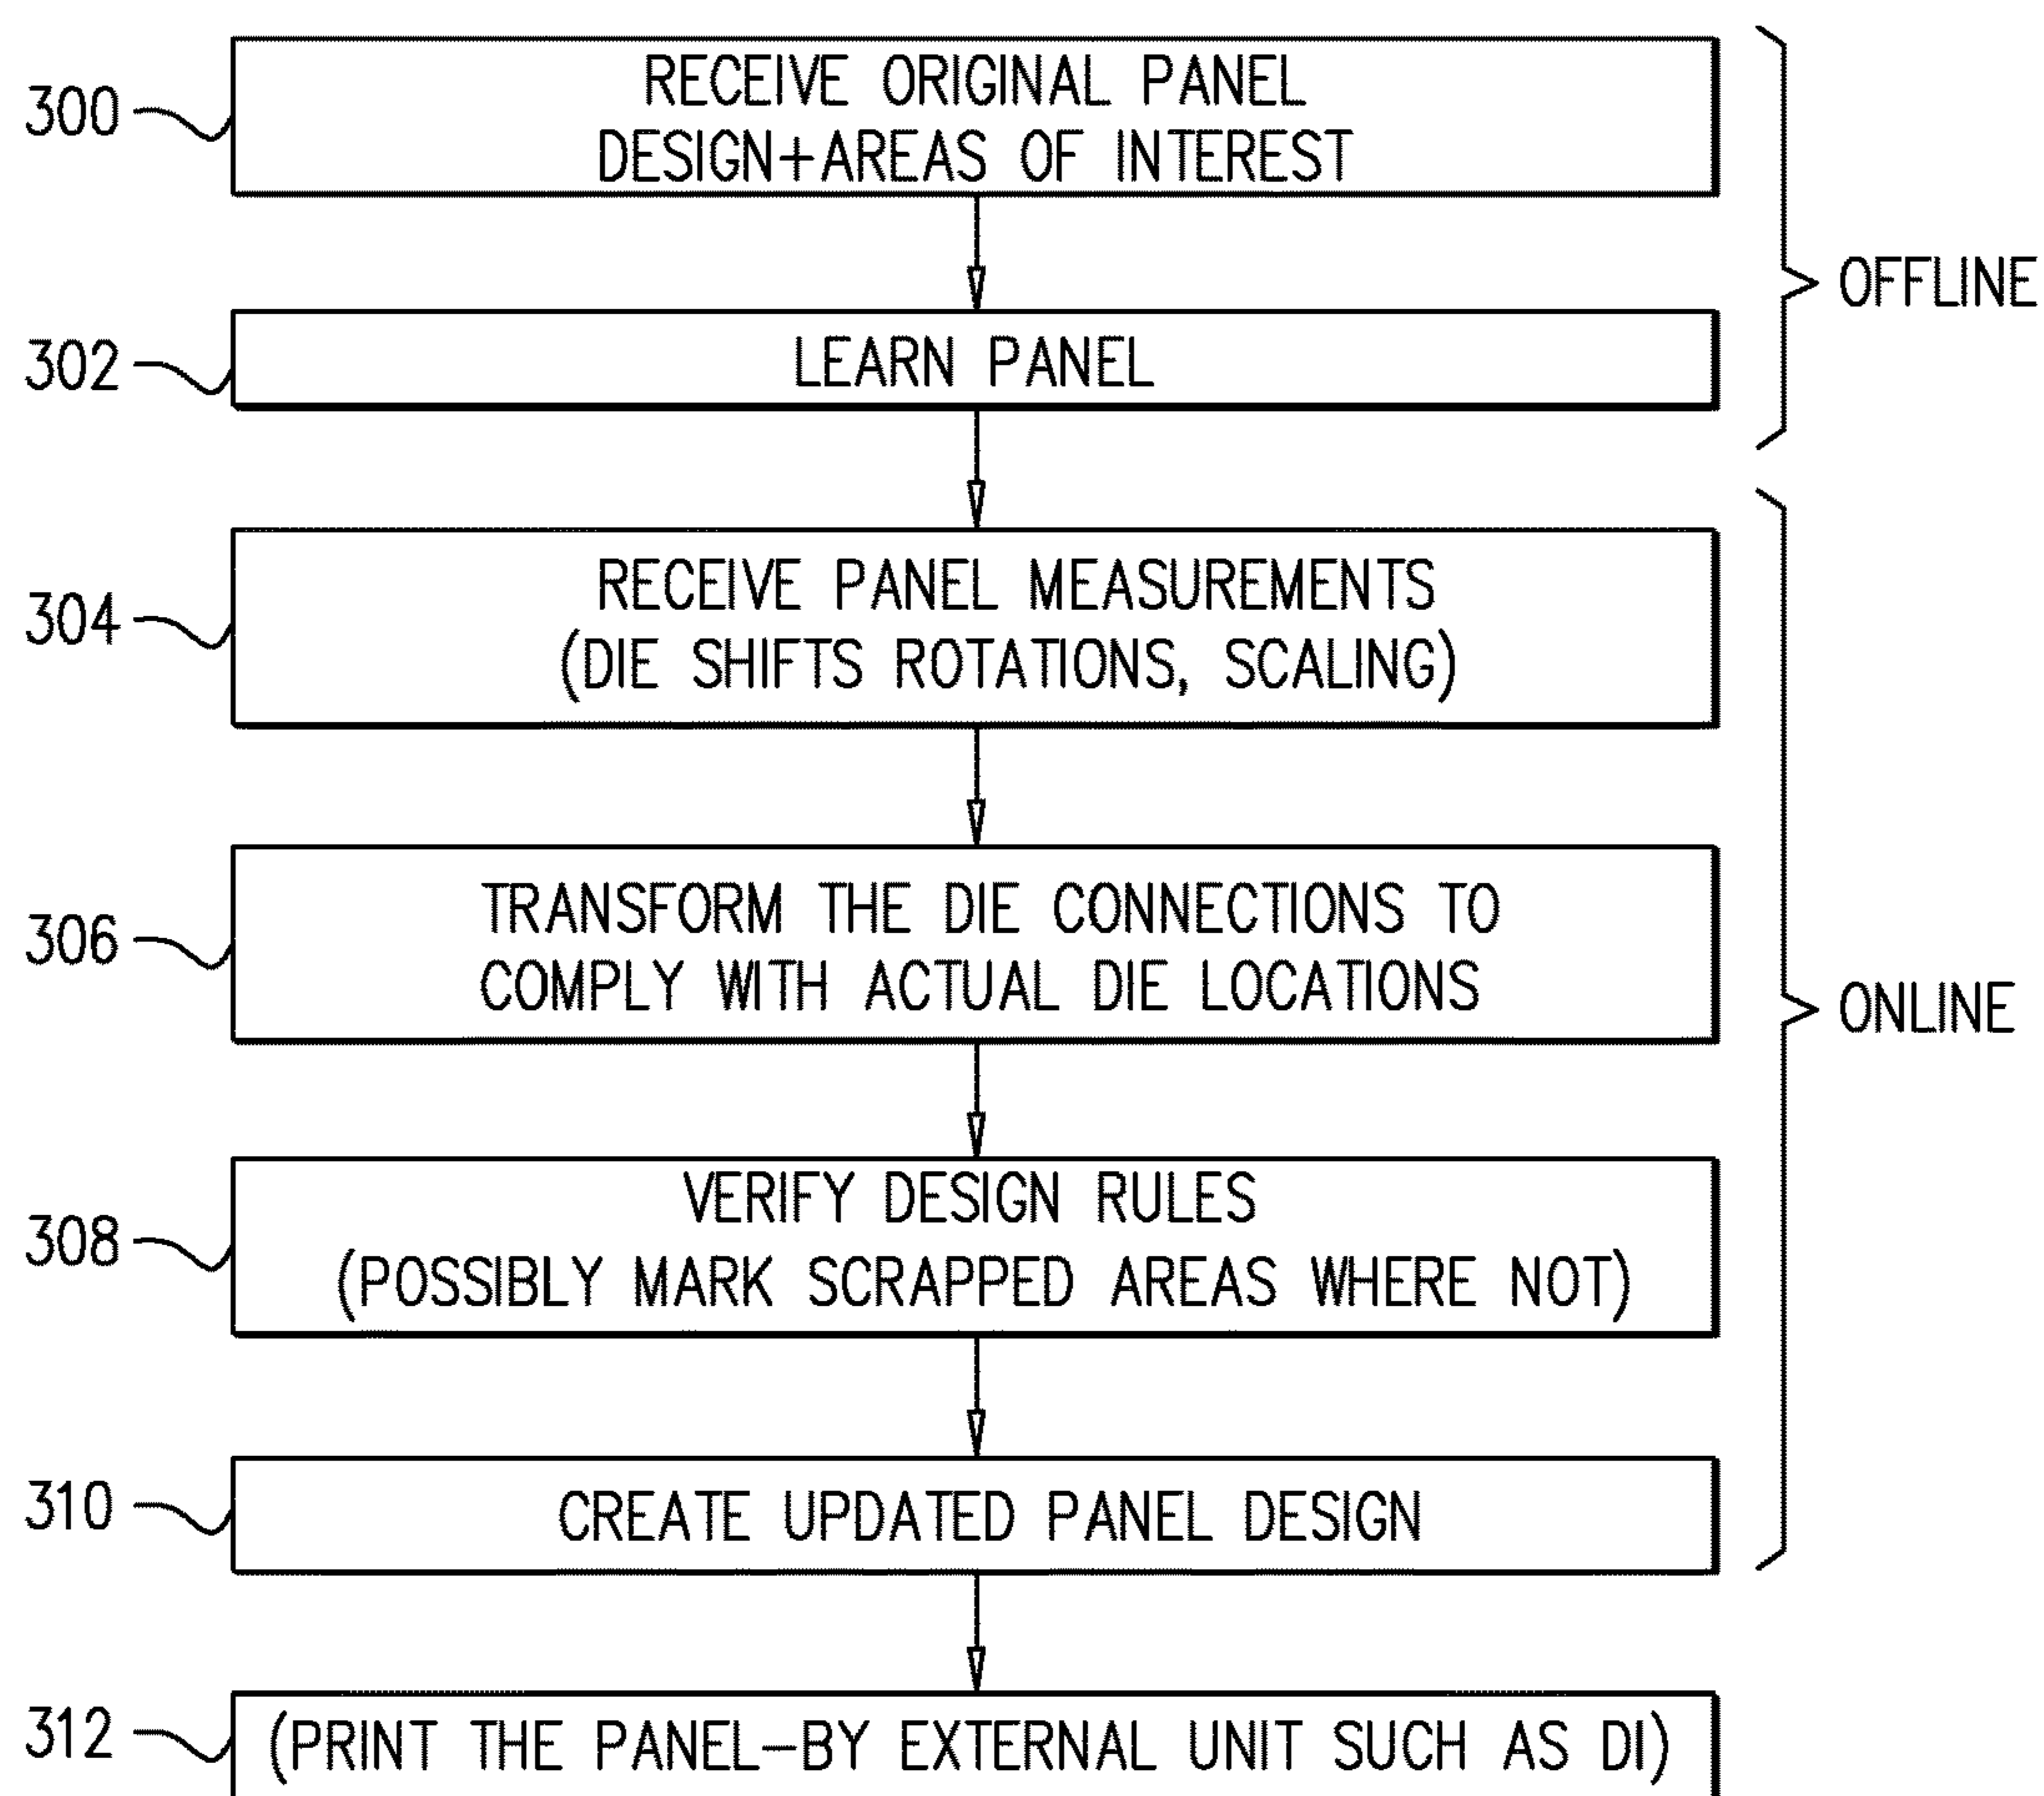 300
RECEIVE ORIGINAL PANEL
DESIGN+AREAS OF INTEREST
OFFLINE
302
LEARN PANEL
304
RECEIVE PANEL MEASUREMENTS
(DIE SHIFTS ROTATIONS, SCALING)
306
TRANSFORM THE DIE CONNECTIONS TO
COMPLY WITH ACTUAL DIE LOCATIONS
ONLINE
308
VERIFY DESIGN RULES
(POSSIBLY MARK SCRAPPED AREAS WHERE NOT)
310
CREATE UPDATED PANEL DESIGN
312
(PRINT THE PANEL-BY EXTERNAL UNIT SUCH AS DI)